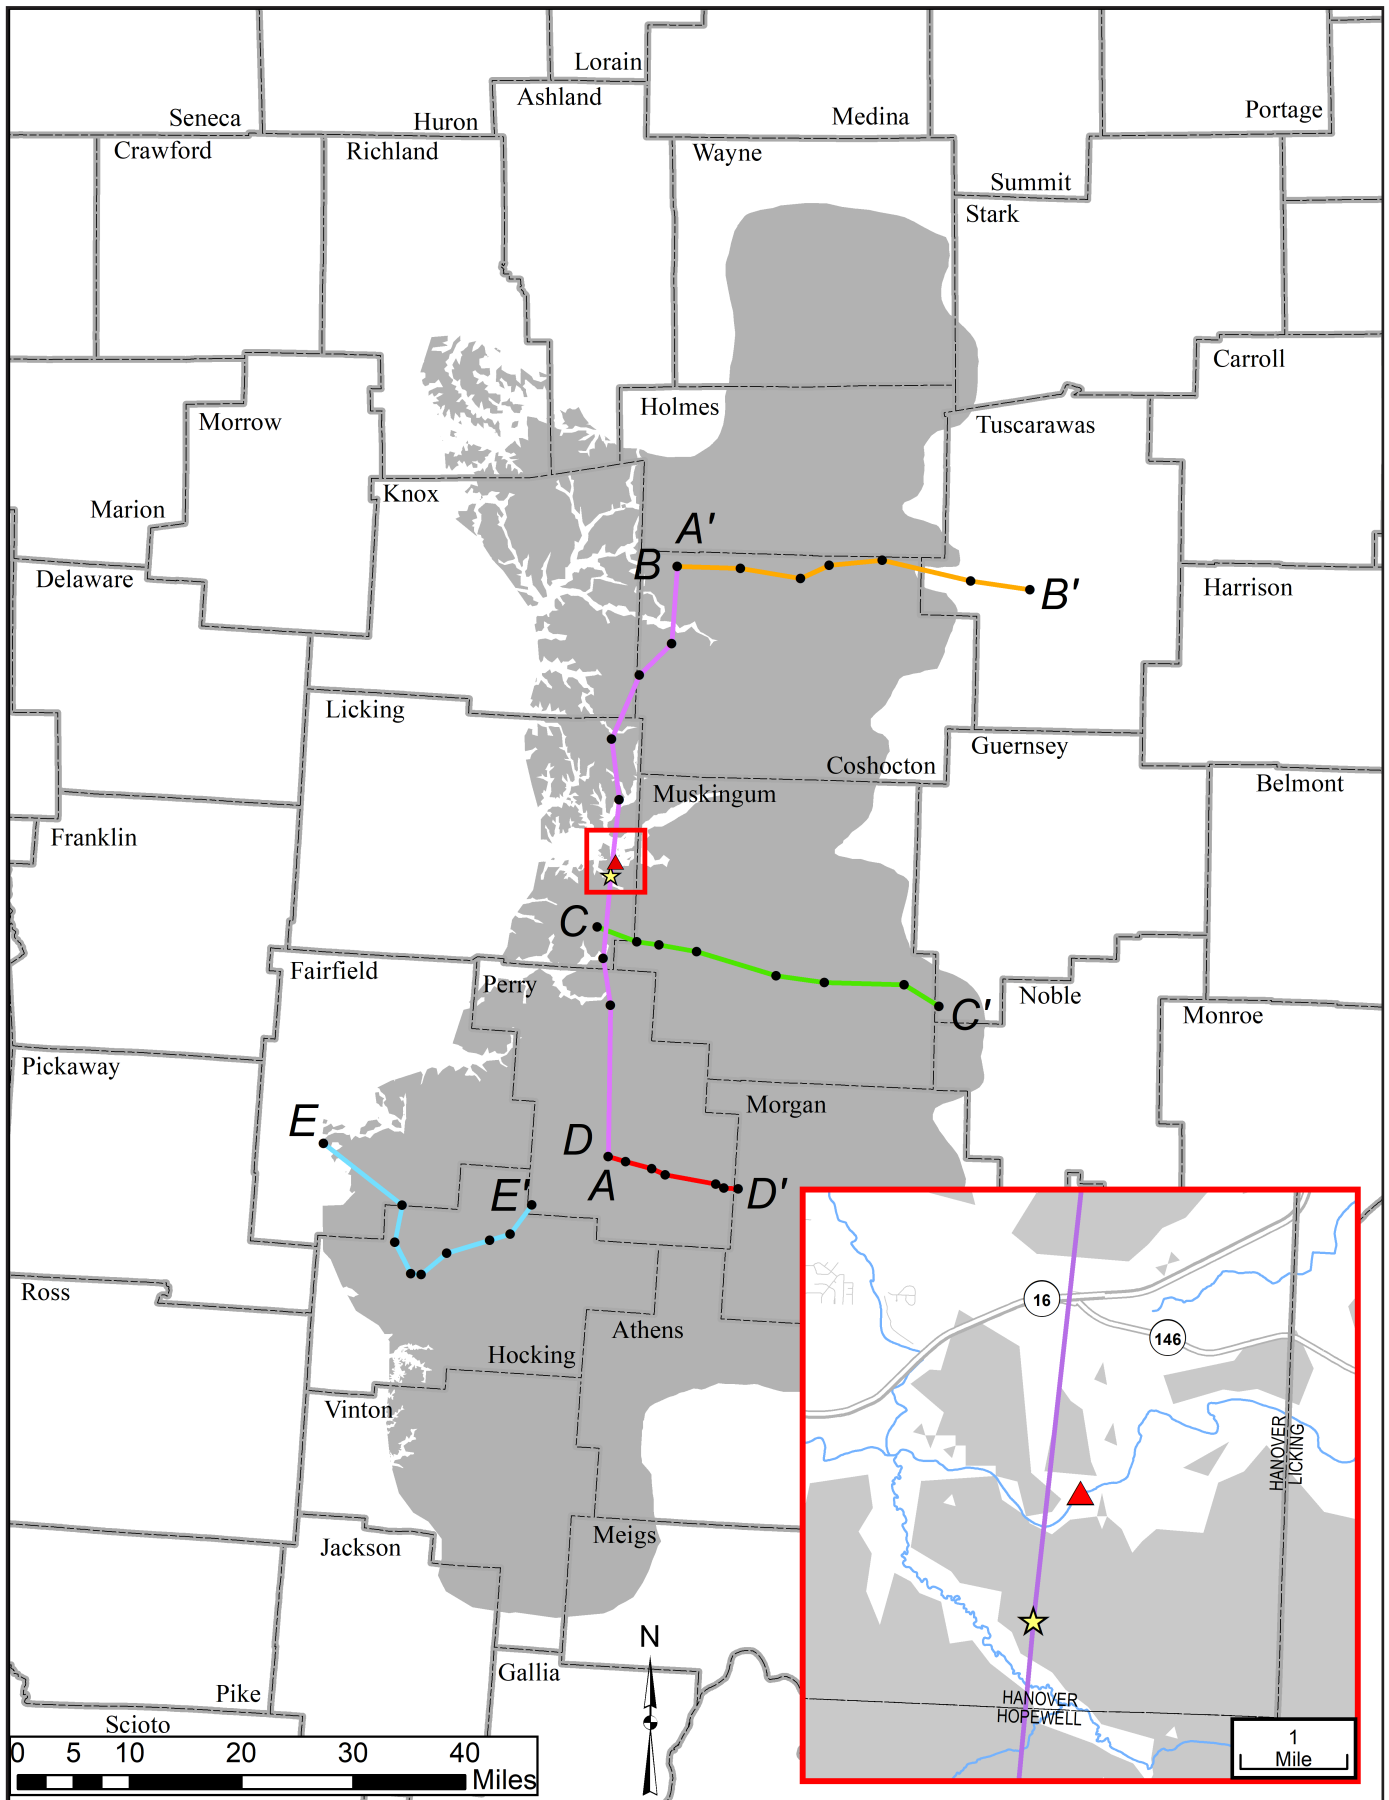 Lorain
Ashland
Seneca
Huron
Medina
Portage
Crawford
Richland
Wayne
Summit
Stark
Carroll
Holmes
Morrow
Tuscarawas
Knox
Marion
A'
B
B'
Delaware
Harrison
Licking
Guernsey
Coshocton
Belmont
Muskingum
Franklin
C
Fairfield
Perry
Noble
C'
Monroe
Pickaway
Morgan
E
D
E'
A
D'
Ross
16
146
Athens
Hocking
Vinton
HANOVER
LICKING
Meigs
Jackson
N
Gallia
Pike
HANOVER
HOPEWELL
Scioto
1
Mile
0 5 10 20 30 40
Miles